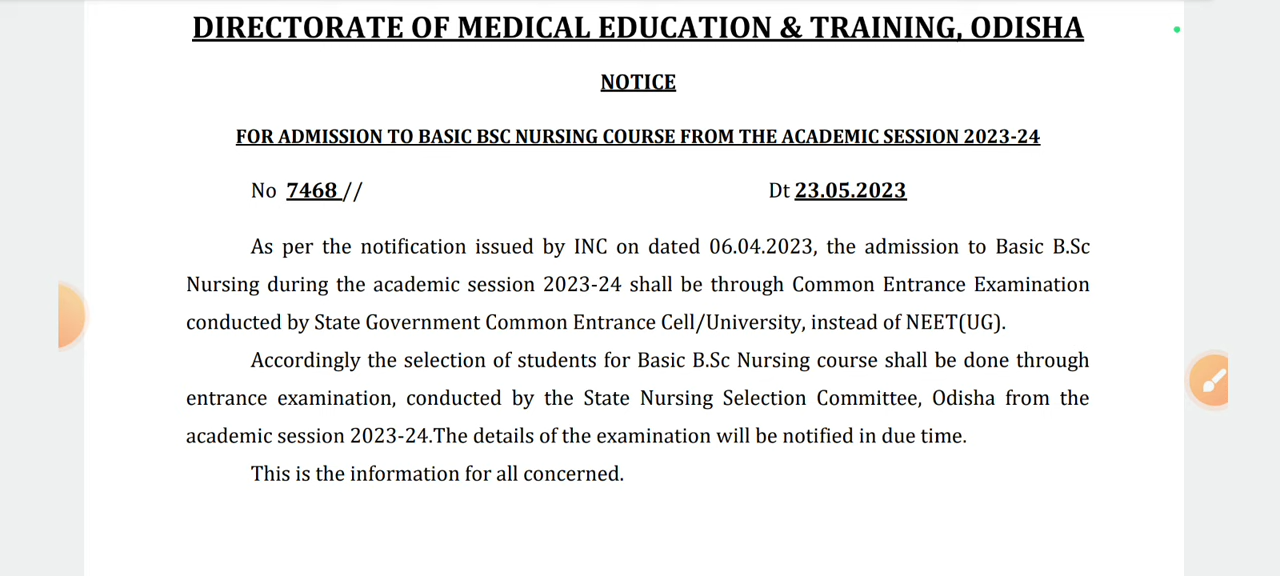 DIRECTORATE OF MEDICAL EDUCATION & TRAINING, ODISHA
NOTICE
FOR ADMISSION TO BASIC BSC NURSING COURSE FROM THE ACADEMIC SESSION 2023-24
No 7468 // Dt 23.05.2023
As per the notification issued by INC on dated 06.04.2023, the admission to Basic B.Sc
Nursing during the academic session 2023-24 shall be through Common Entrance Examination
conducted by State Government Common Entrance Cell/University, instead of NEET(UG).
Accordingly the selection of students for Basic B.Sc Nursing course shall be done through
entrance examination, conducted by the State Nursing Selection Committee, Odisha from the
academic session 2023-24.The details of the examination will be notified in due time.
This is the information for all concerned.